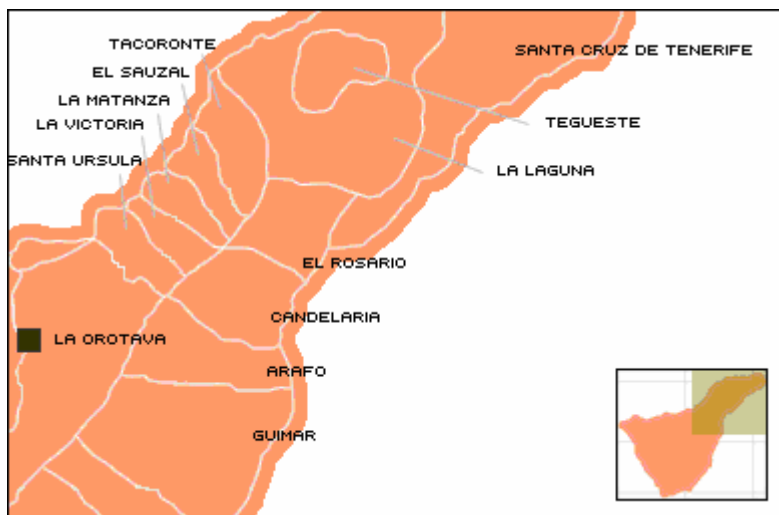 TACORONTE
SANTA CRUZ DE TENERIFE
EL SAUZAL
LA MATANZA
LA VICTORIA
TEGUESTE
SANTA URSULA
LA LAGUNA
EL ROSARIO
CANDELARIA
LA OROTAVA
ARAFO
GUIMAR